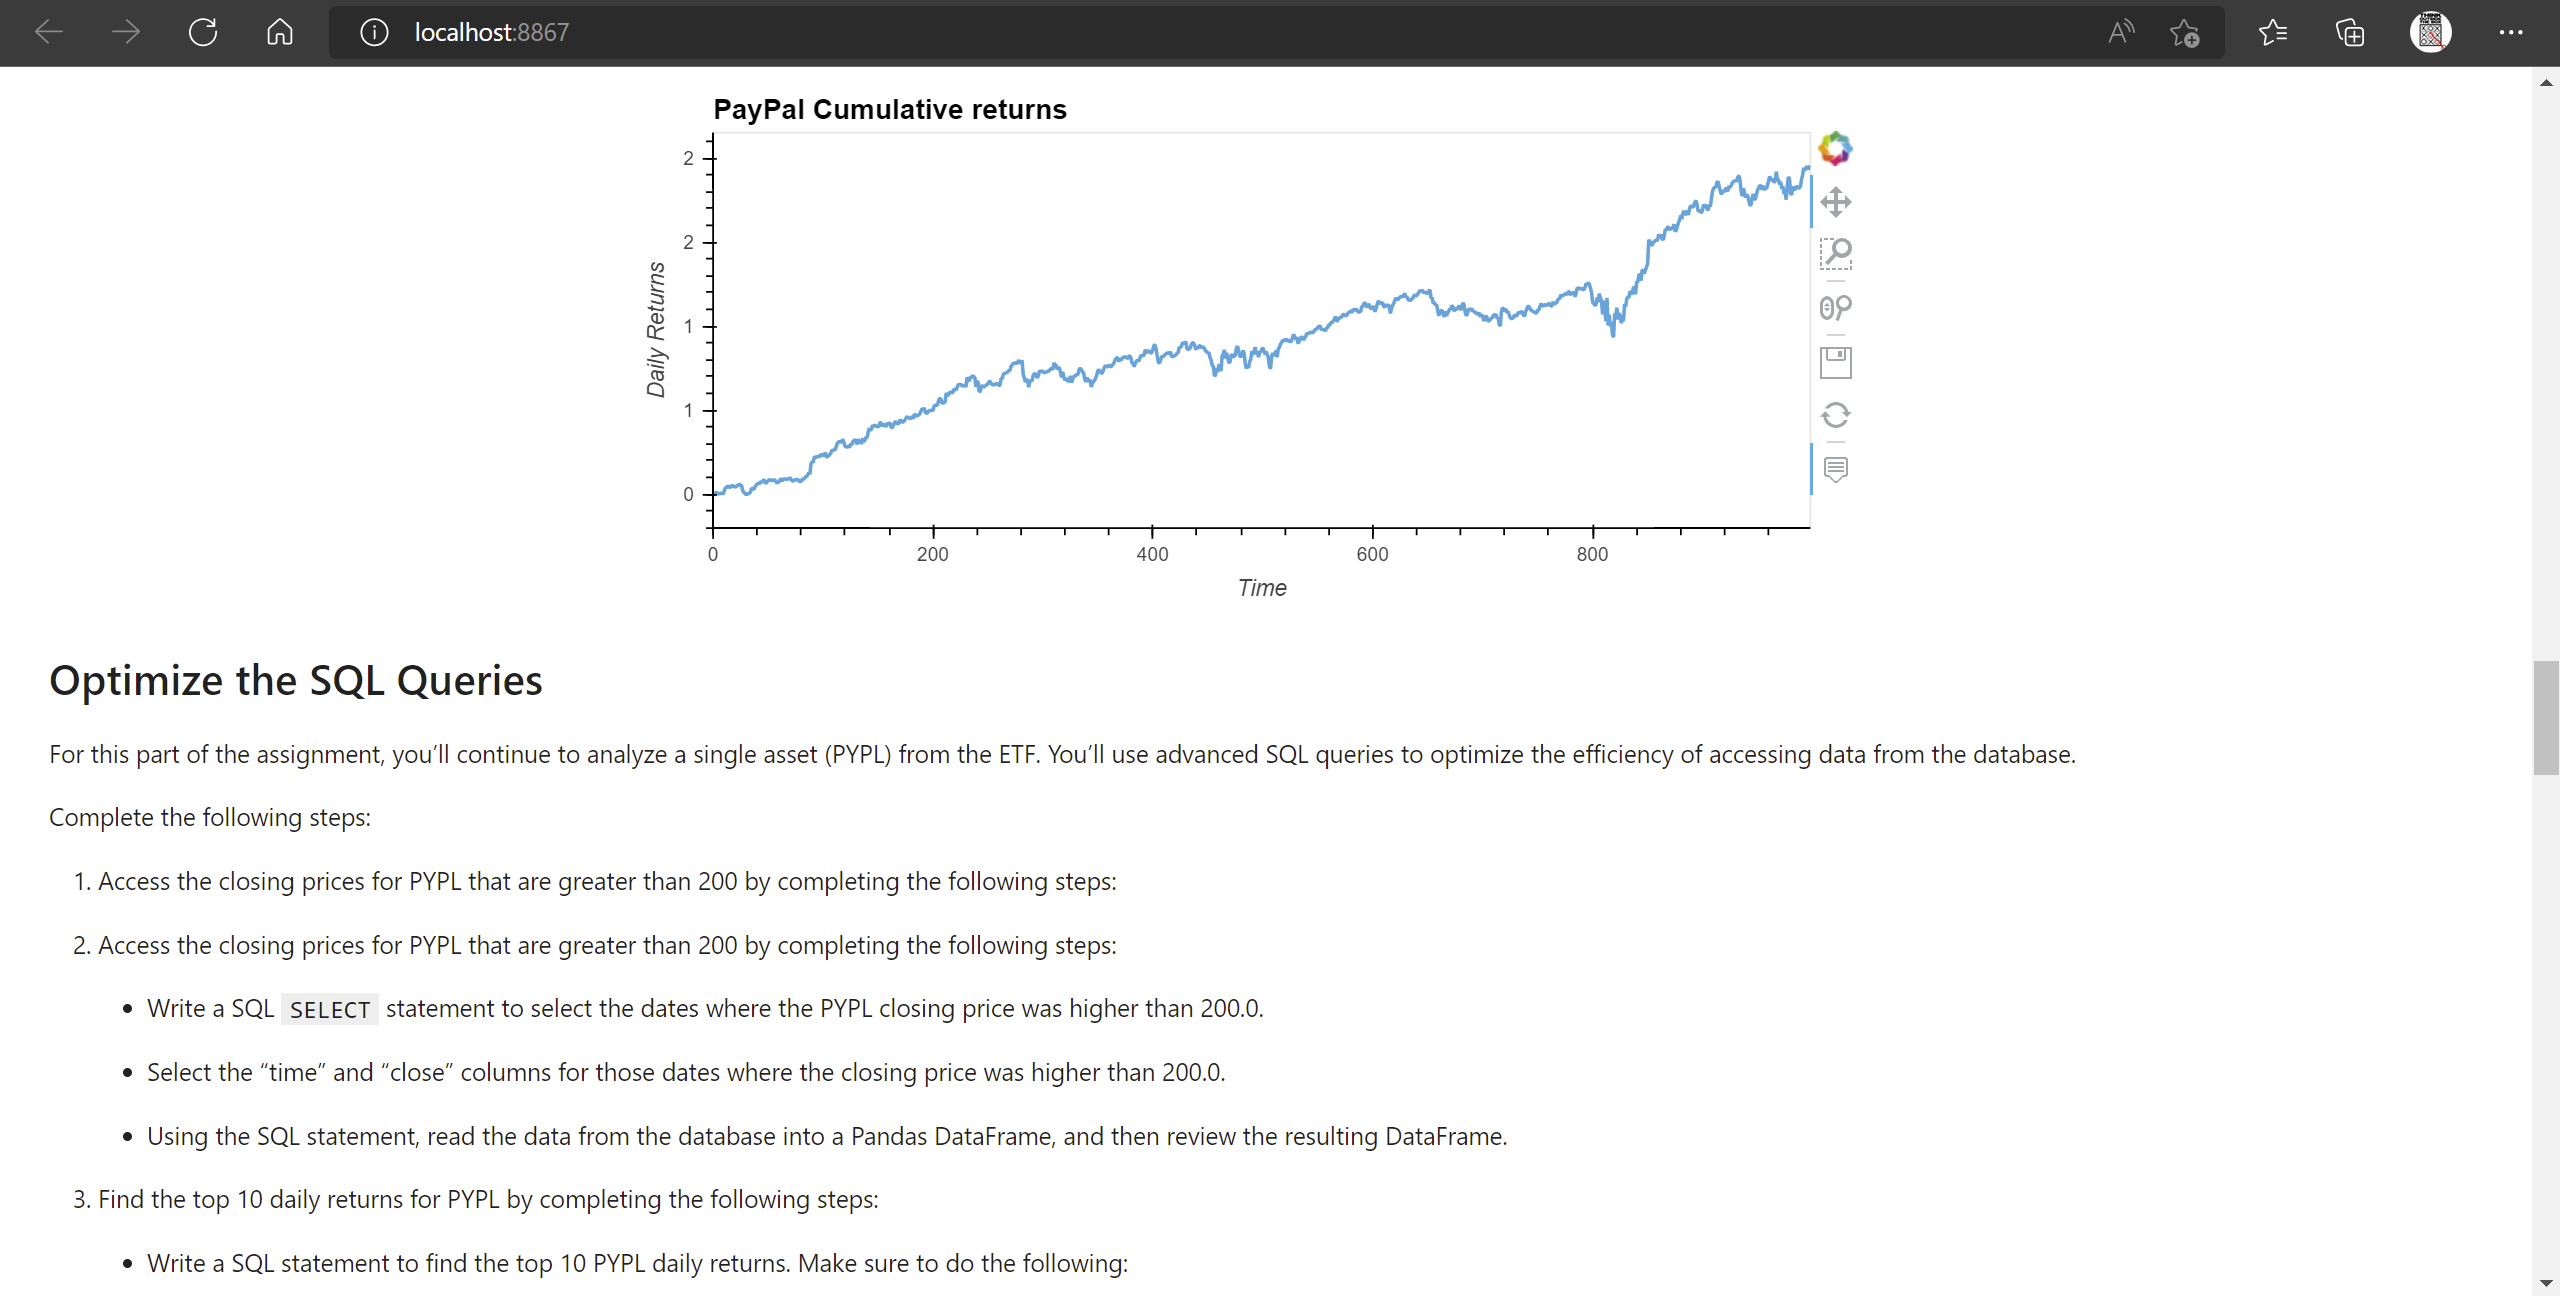 localhost:8867
PayPal Cumulative returns
2
2
1
1
0
Daily Returns
0 200 400 600 800
Time
Optimize the SQL Queries
For this part of the assignment, you’ll continue to analyze a single asset (PYPL) from the ETF. You’ll use advanced SQL queries to optimize the efficiency of accessing data from the database.
Complete the following steps:
1. Access the closing prices for PYPL that are greater than 200 by completing the following steps:
2. Access the closing prices for PYPL that are greater than 200 by completing the following steps:
• Write a SQL SELECT statement to select the dates where the PYPL closing price was higher than 200.0.
• Select the “time” and “close” columns for those dates where the closing price was higher than 200.0.
• Using the SQL statement, read the data from the database into a Pandas DataFrame, and then review the resulting DataFrame.
3. Find the top 10 daily returns for PYPL by completing the following steps:
• Write a SQL statement to find the top 10 PYPL daily returns. Make sure to do the following: